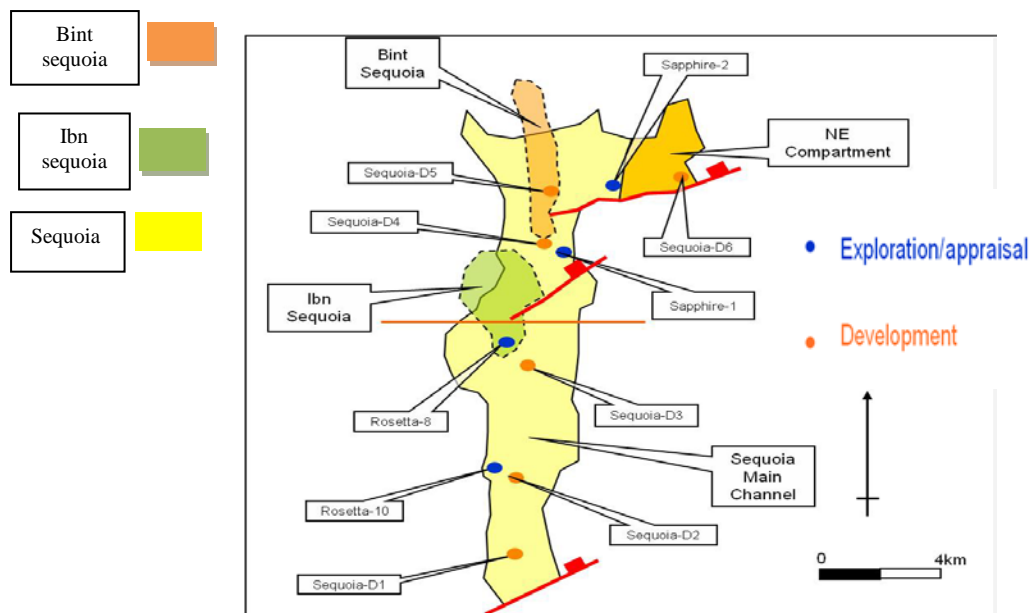 Bint
sequoia
Ibn
sequoia
Sequoia
Bint
Sequoia
Sapphire-2
NE
Compartment
Sequoia-D5
Sequoia-D4
Sequoia-D6
Exploration/appraisal
Ibn
Sequoia
Sapphire-1
Development
Rosetta-8
Sequoia-D3
Sequoia
Main
Channel
Rosetta-10
Sequoia-D2
0 4km
Sequoia-D1